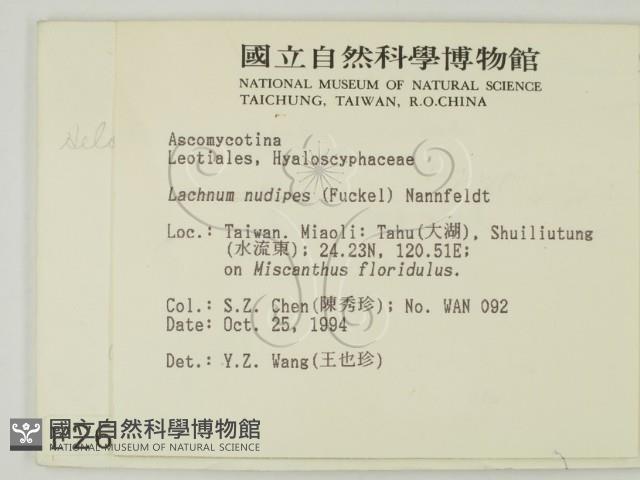 國立自然科學博物館
NATIONAL MUSEUM OF NATURAL SCIENCE
TAICHUNG, TAIWAN, R.O.CHINA
Ascomycotina
Leotiales, Hyaloscyphaceae
Lachnum nudipes (Fuckel) Nannfeldt
Loc.: Taiwan. Miaoli: Tahu(大湖), Shuiliutung
(水流東); 24.23N, 120.51E;
on Miscanthus floridulus.
Col.: S.Z. Chen(陳秀珍); No. WAN 092
Date: Oct. 25, 1994
Det.: Y.Z. Wang(王也珍)
國立自然科學博物館
NATIONAL MUSEUM OF NATURAL SCIENCE